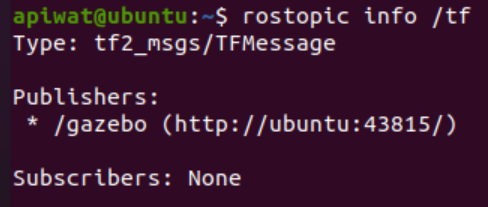 apiwat@ubuntu:~$ rostopic info /tf
Type: tf2_msgs/TFMessage

Publishers:
 * /gazebo (http://ubuntu:43815/)

Subscribers: None